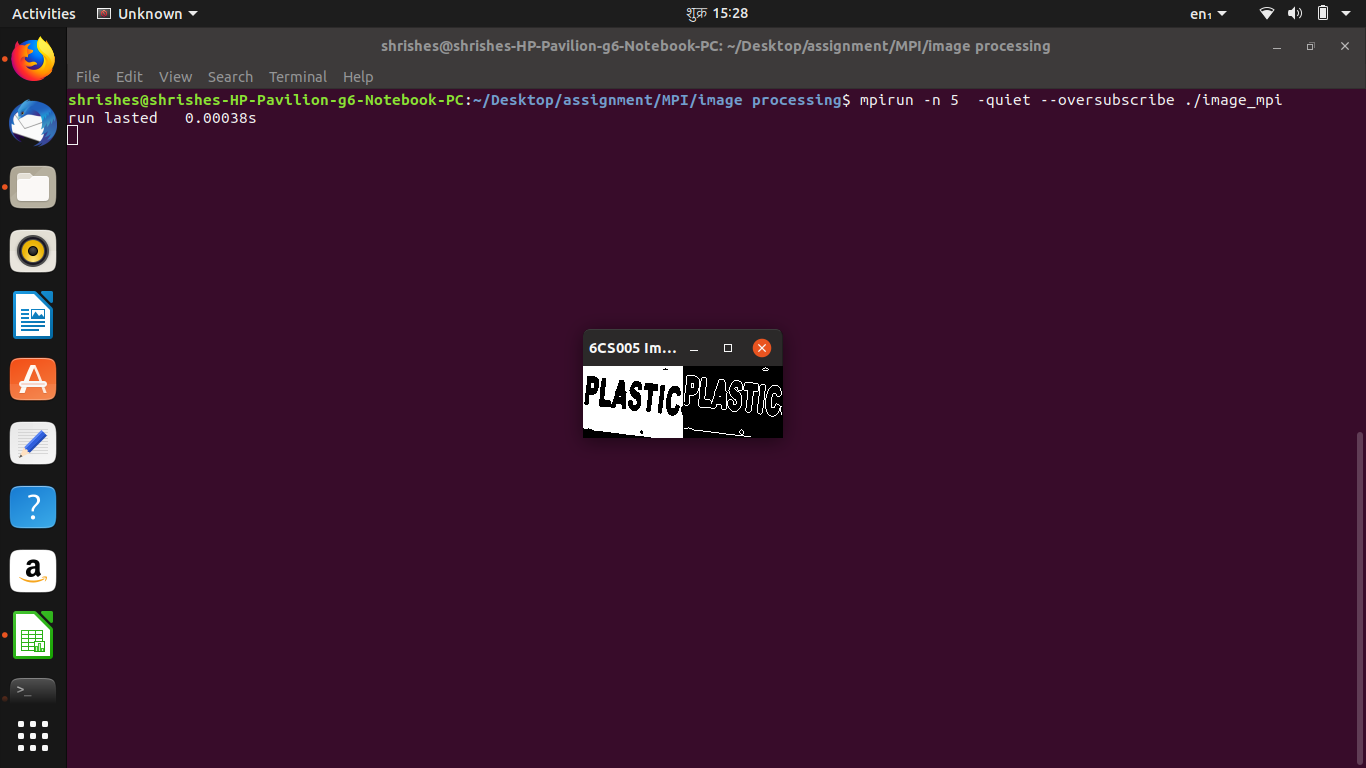 Activities Unknown शुक्र 15:28 en₁
shrishes@shrishes-HP-Pavilion-g6-Notebook-PC: ~/Desktop/assignment/MPI/image processing
File Edit View Search Terminal Help
shrishes@shrishes-HP-Pavilion-g6-Notebook-PC:~/Desktop/assignment/MPI/image processing$ mpirun -n 5  -quiet --oversubscribe ./image_mpi
run lasted   0.00038s
6CS005 Im...
PLASTIC PLASTIC